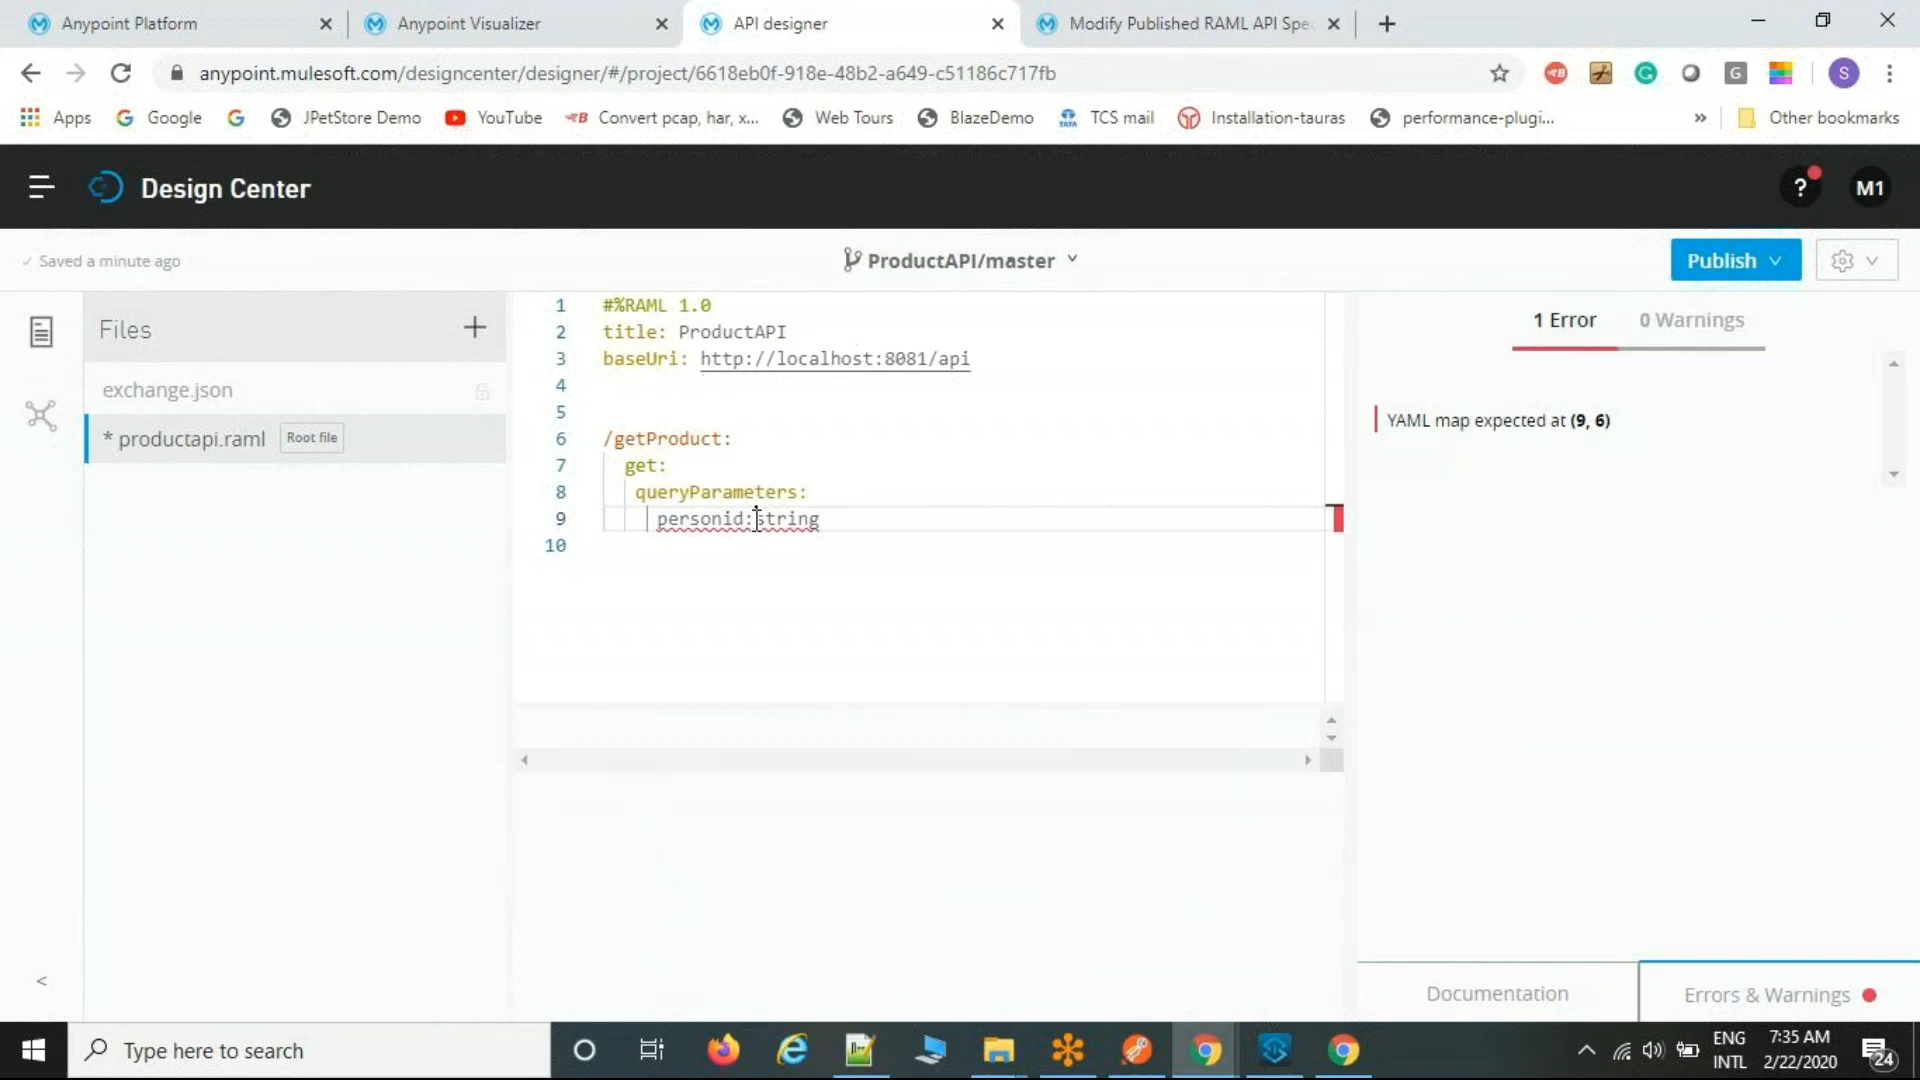 Anypoint Platform
Anypoint Visualizer
API designer
Modify Published RAML API Spe
anypoint.mulesoft.com/designcenter/designer/#/project/6618eb0f-918e-48b2-a649-c51186c717fb
G
S
Apps
Google
JPetStore Demo
YouTube
Convert pcap, har, x...
Web Tours
BlazeDemo
TCS mail
Installation-tauras
performance-plugi...
»
Other bookmarks
Design Center
?
M1
Saved a minute ago
ProductAPI/master
Publish
Files
exchange.json
* productapi.raml
Root file
1 #%RAML 1.0
2 title: ProductAPI
3 baseUri: http://localhost:8081/api
4
5
6 /getProduct:
7 get:
8 queryParameters:
9 personid:string
10
1 Error
0 Warnings
YAML map expected at (9, 6)
Documentation
Errors & Warnings
Type here to search
ENG
INTL
7:35 AM
2/22/2020
24